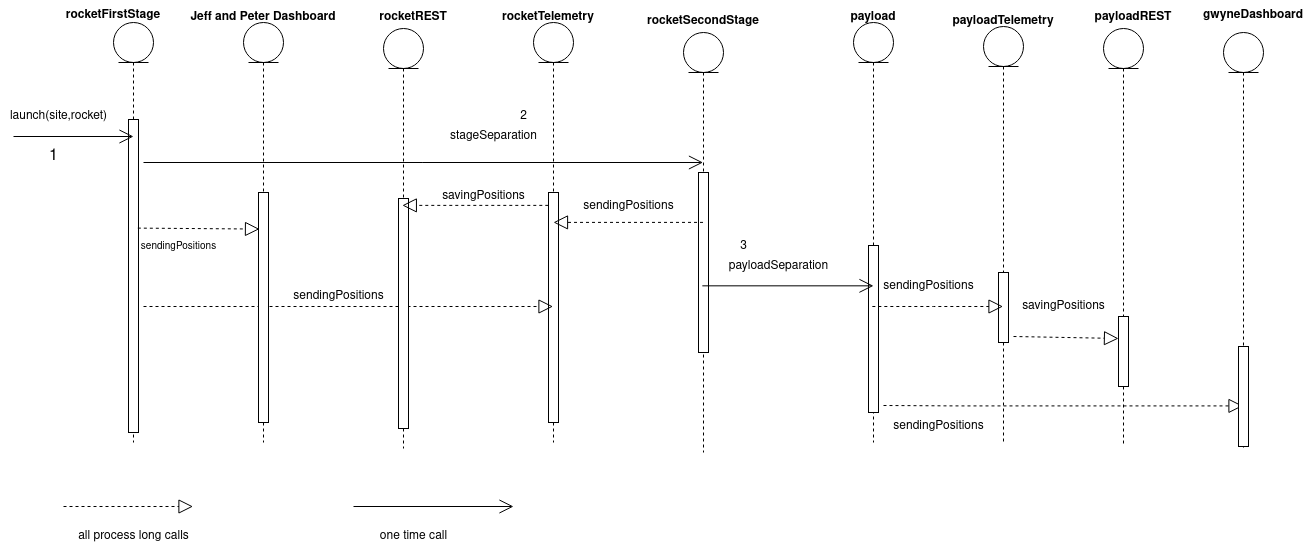 rocketFirstStage
Jeff and Peter Dashboard
rocketREST
rocketTelemetry
rocketSecondStage
payload
payloadTelemetry
payloadREST
gwyneDashboard
launch(site,rocket)
1
2
stageSeparation
savingPositions
sendingPositions
sendingPositions
3
payloadSeparation
sendingPositions
sendingPositions
savingPositions
sendingPositions
all process long calls
one time call